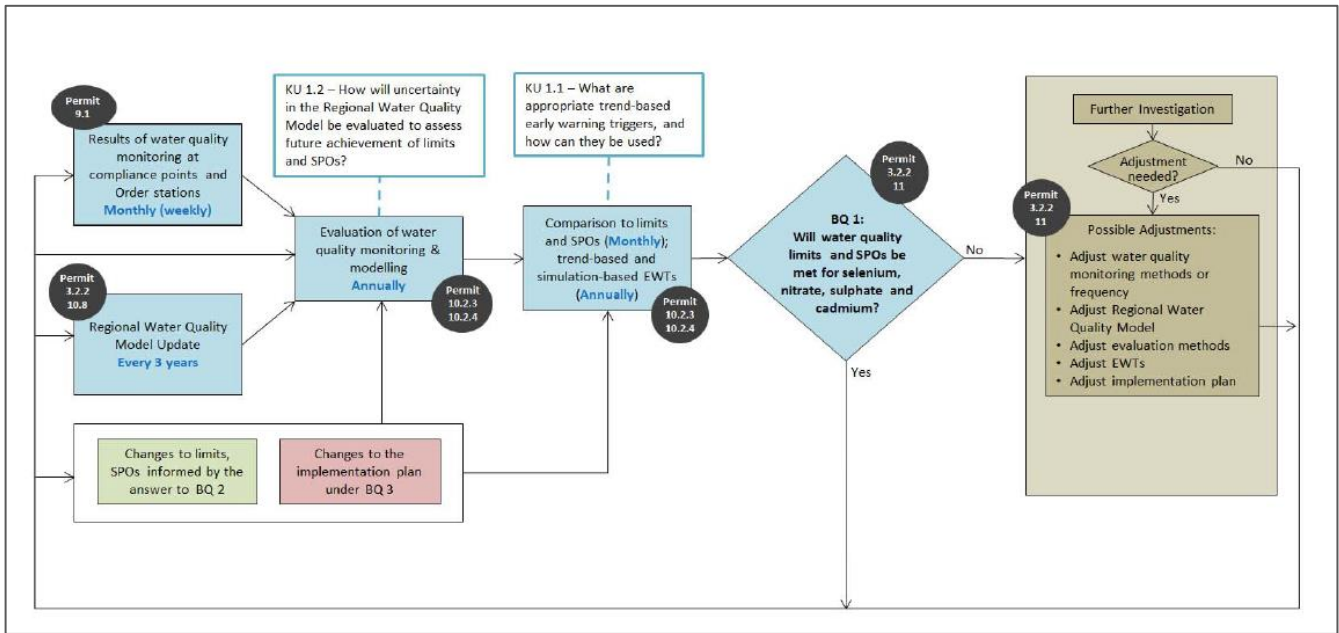 Permit
9.1
Results of water quality
monitoring at
compliance points and
Order stations
Monthly (weekly)
Permit
3.2.2
10.8
Regional Water Quality
Model Update
Every 3 years
KU 1.2 – How will uncertainty
in the Regional Water Quality
Model be evaluated to assess
future achievement of limits
and SPOs?
Evaluation of water
quality monitoring &
modelling
Annually
Permit
10.2.3
10.2.4
Changes to limits,
SPOs informed by the
answer to BQ 2
Changes to the
implementation plan
under BQ 3
KU 1.1 – What are
appropriate trend-based
early warning triggers, and
how can they be used?
Comparison to limits
and SPOs (Monthly);
trend-based and
simulation-based EWTs
(Annually)
Permit
10.2.3
10.2.4
Permit
3.2.2
11
BQ 1:
Will water quality
limits and SPOs be
met for selenium,
nitrate, sulphate and
cadmium?
No
Yes
Further Investigation
Adjustment
needed?
No
Yes
Permit
3.2.2
11
Possible Adjustments:
• Adjust water quality
monitoring methods or
frequency
• Adjust Regional Water
Quality Model
• Adjust evaluation methods
• Adjust EWTs
• Adjust implementation plan